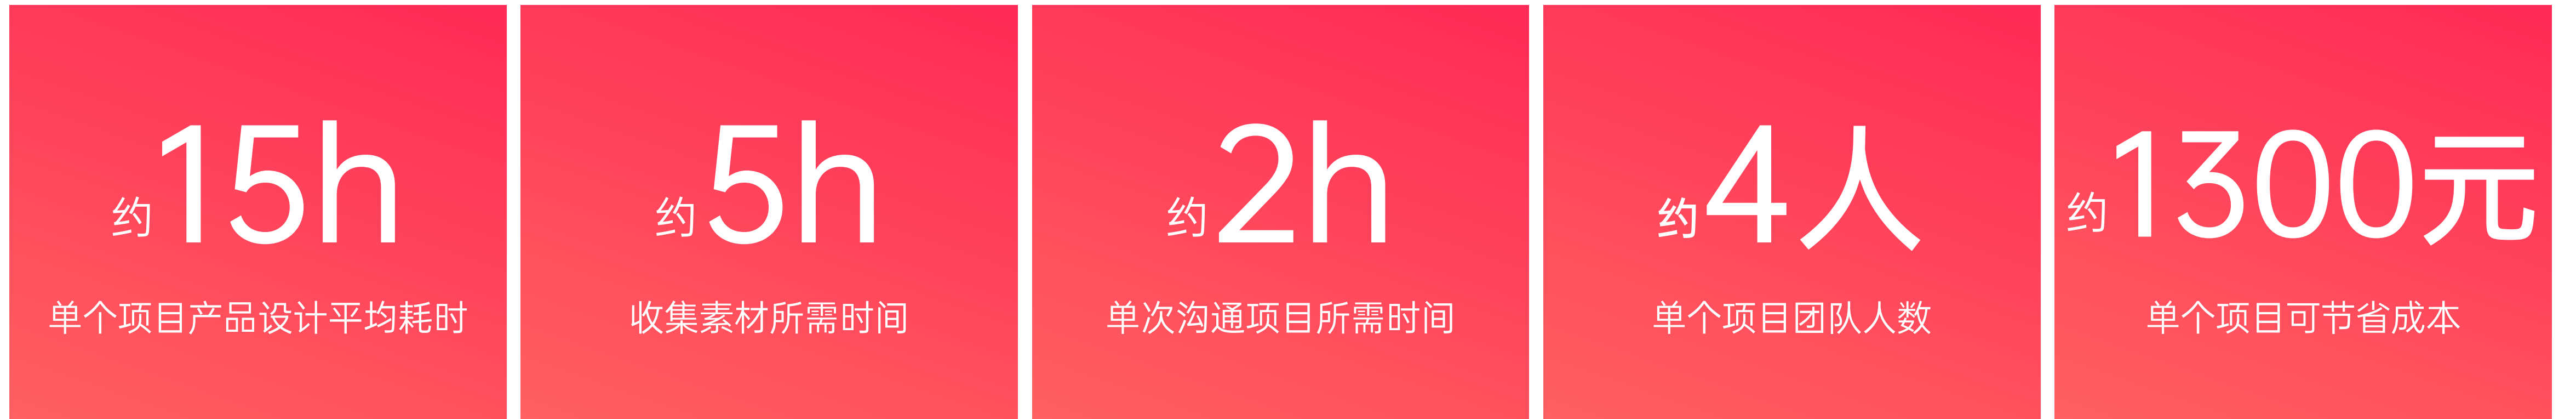 约15h
单个项目产品设计平均耗时
约5h
收集素材所需时间
约2h
单次沟通项目所需时间
约4人
单个项目团队人数
约1300元
单个项目可节省成本